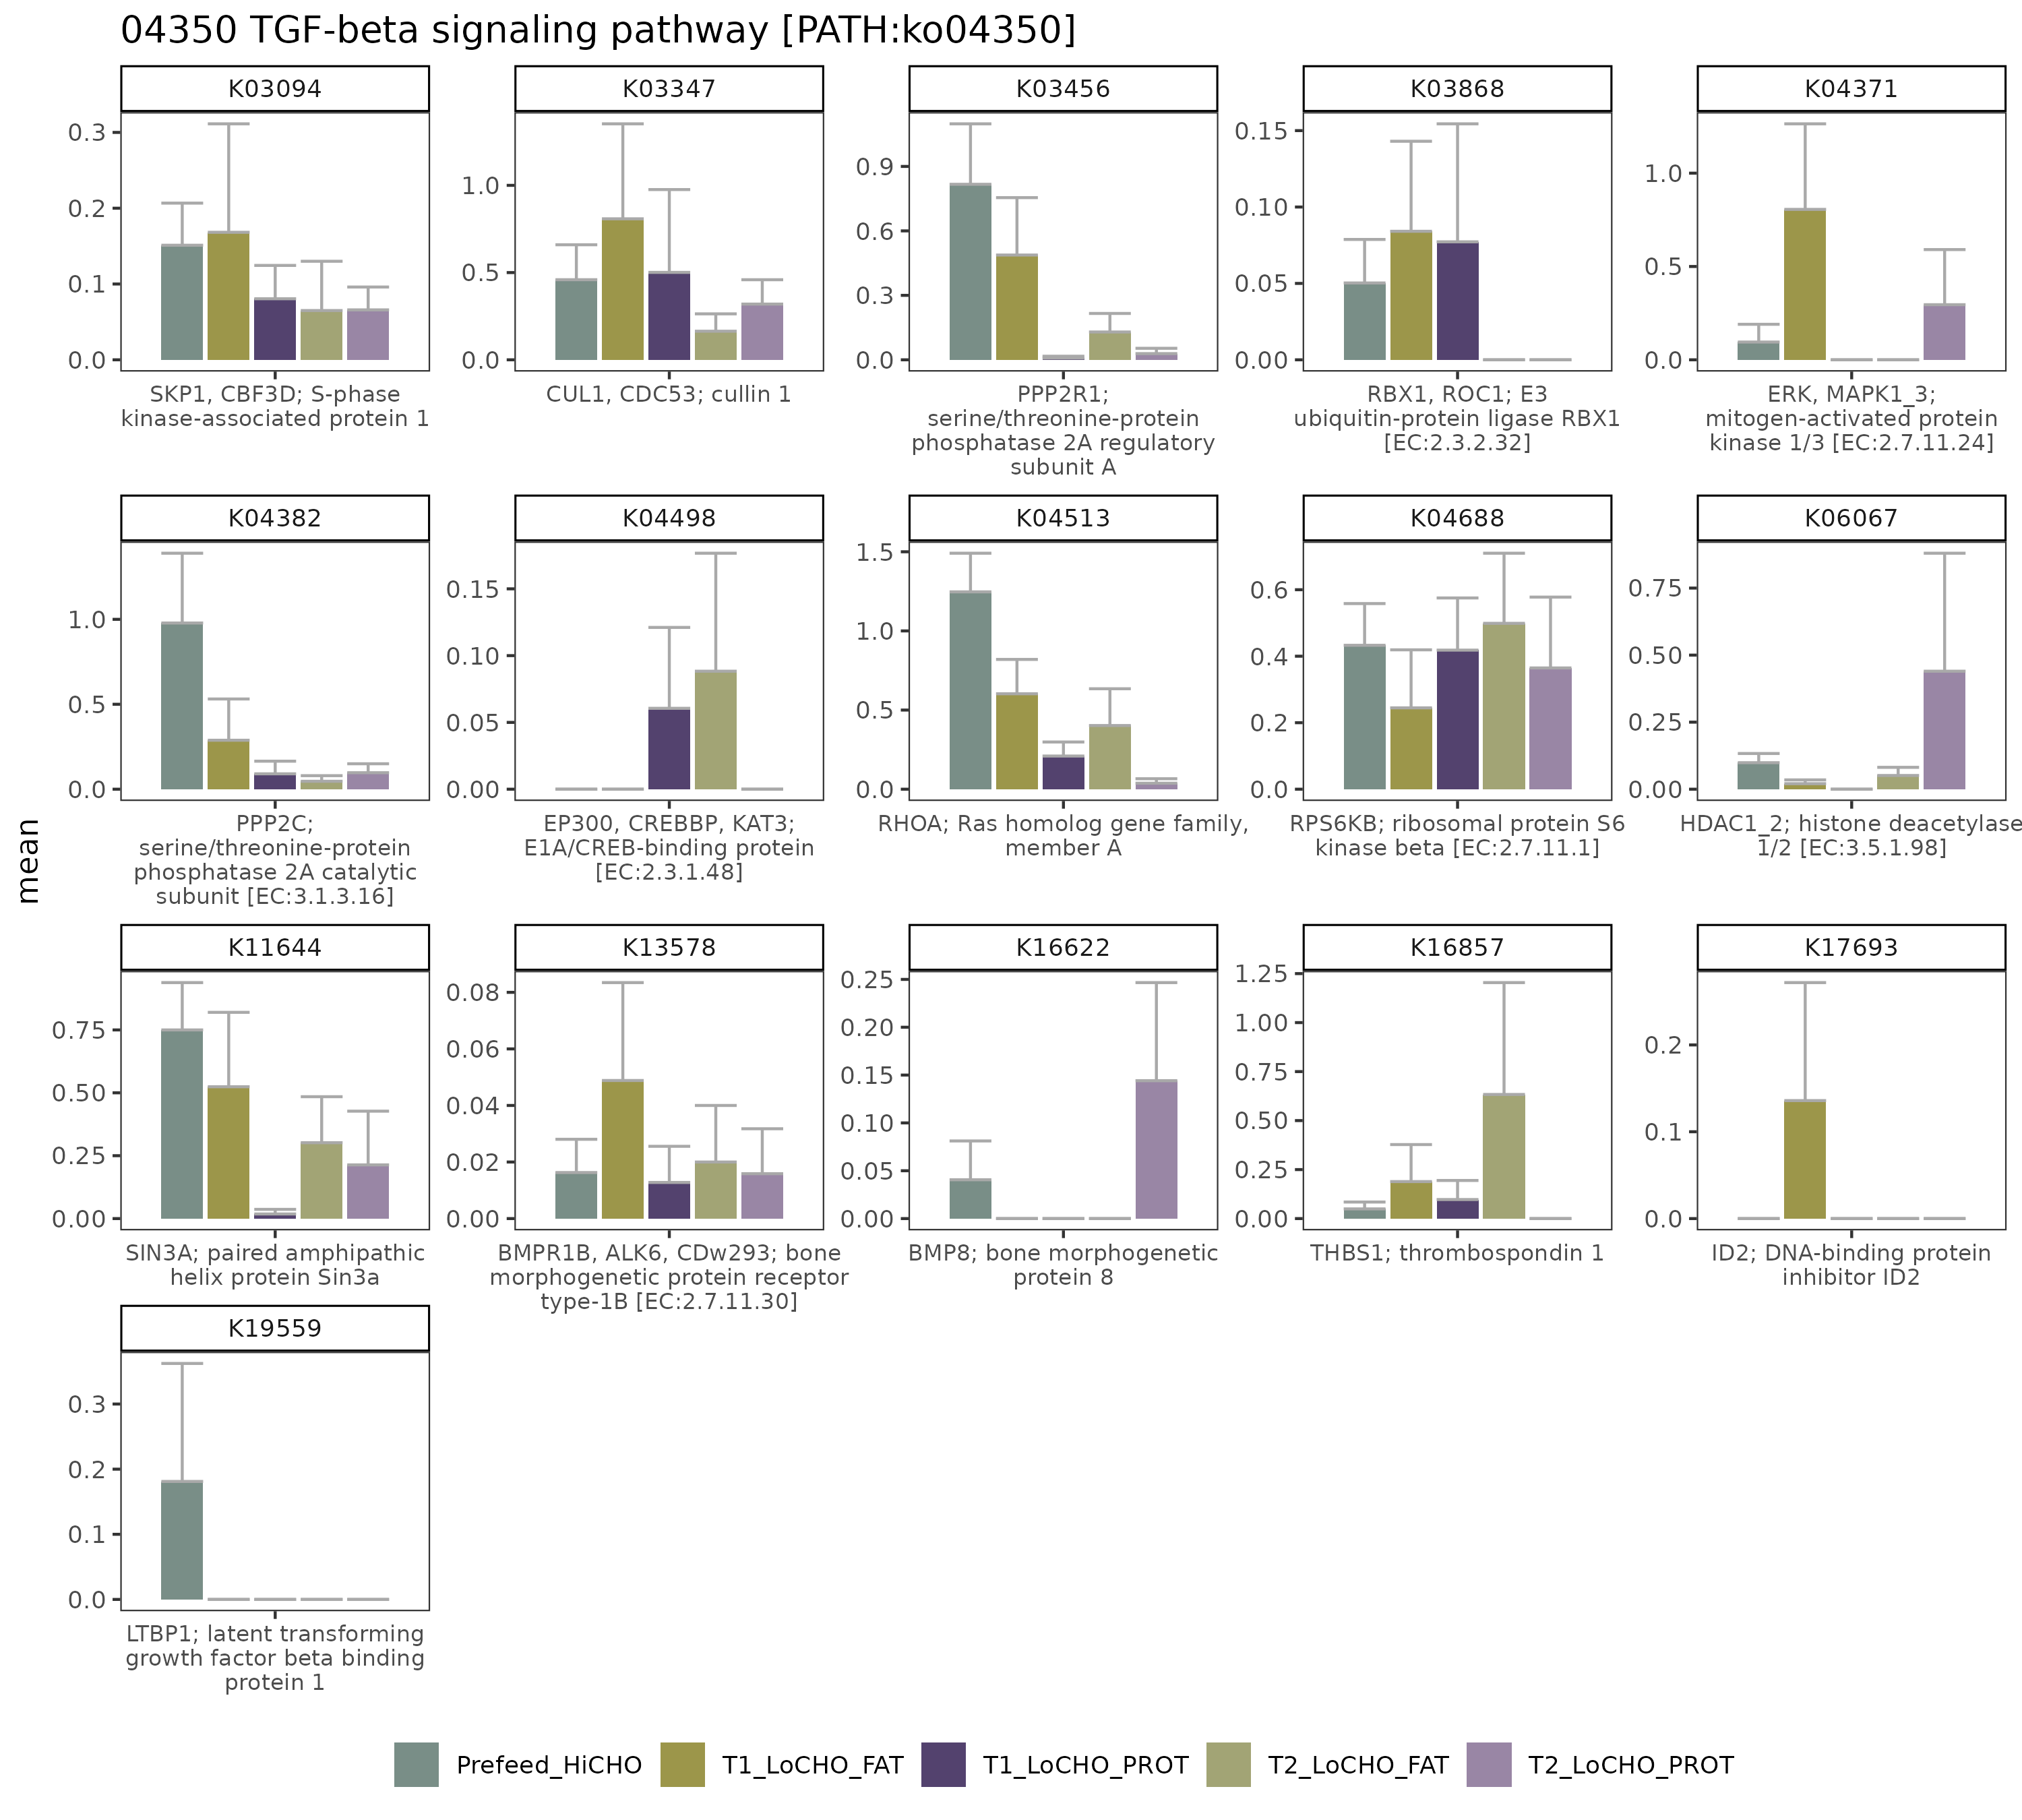 04350 TGF-beta signaling pathway [PATH:ko04350]
K03094
K03347
K03456
K03868
K04371
0.3
0.2
0.1
0.0
1.0
0.5
0.0
0.9
0.6
0.3
0.0
0.15
0.10
0.05
0.00
1.0
0.5
0.0
SKP1, CBF3D; S-phase
kinase-associated protein 1
CUL1, CDC53; cullin 1
PPP2R1;
serine/threonine-protein
phosphatase 2A regulatory
subunit A
RBX1, ROC1; E3
ubiquitin-protein ligase RBX1
[EC:2.3.2.32]
ERK, MAPK1_3;
mitogen-activated protein
kinase 1/3 [EC:2.7.11.24]
K04382
K04498
K04513
K04688
K06067
1.0
0.5
0.0
0.15
0.10
0.05
0.00
1.5
1.0
0.5
0.0
0.6
0.4
0.2
0.0
0.75
0.50
0.25
0.00
PPP2C;
serine/threonine-protein
phosphatase 2A catalytic
subunit [EC:3.1.3.16]
EP300, CREBBP, KAT3;
E1A/CREB-binding protein
[EC:2.3.1.48]
RHOA; Ras homolog gene family,
member A
RPS6KB; ribosomal protein S6
kinase beta [EC:2.7.11.1]
HDAC1_2; histone deacetylase
1/2 [EC:3.5.1.98]
mean
K11644
K13578
K16622
K16857
K17693
0.75
0.50
0.25
0.00
0.08
0.06
0.04
0.02
0.00
0.25
0.20
0.15
0.10
0.05
0.00
1.25
1.00
0.75
0.50
0.25
0.00
0.2
0.1
0.0
SIN3A; paired amphipathic
helix protein Sin3a
BMPR1B, ALK6, CDw293; bone
morphogenetic protein receptor
type-1B [EC:2.7.11.30]
BMP8; bone morphogenetic
protein 8
THBS1; thrombospondin 1
ID2; DNA-binding protein
inhibitor ID2
K19559
0.3
0.2
0.1
0.0
LTBP1; latent transforming
growth factor beta binding
protein 1
Prefeed_HiCHO
T1_LoCHO_FAT
T1_LoCHO_PROT
T2_LoCHO_FAT
T2_LoCHO_PROT